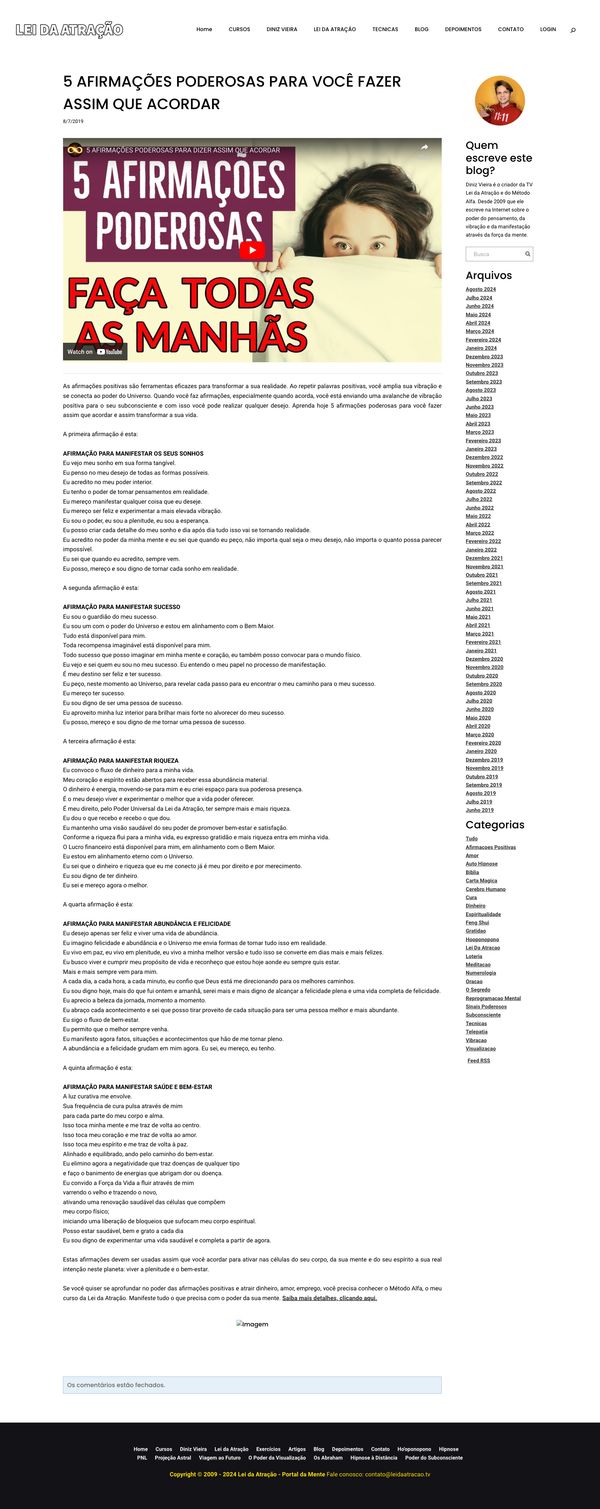 LEI DA ATRAÇÃO
Home CURSOS DINIZ VIEIRA LEI DA ATRAÇÃO TECNICAS BLOG DEPOIMENTOS CONTATO LOGIN
5 AFIRMAÇÕES PODEROSAS PARA VOCÊ FAZER
ASSIM QUE ACORDAR
8/7/2019
5 AFIRMAÇÕES PODEROSAS PARA DIZER ASSIM QUE ACORDAR
5 AFIRMAÇÕES
PODEROSAS
FAÇA TODAS
AS MANHÃS
Watch on YouTube
As afirmações positivas são ferramentas eficazes para transformar a sua realidade. Ao repetir palavras positivas, você amplia sua vibração e
se conecta ao poder do Universo. Quando você faz afirmações, especialmente quando acorda, você está enviando uma avalanche de vibração
positiva para o seu subconsciente e com isso você pode realizar qualquer desejo. Aprenda hoje 5 afirmações poderosas para você fazer
assim que acordar e assim transformar a sua vida.
A primeira afirmação é esta:
AFIRMAÇÃO PARA MANIFESTAR OS SEUS SONHOS
Eu vejo meu sonho em sua forma tangível.
Eu penso no meu desejo de todas as formas possíveis.
Eu acredito no meu poder interior.
Eu tenho o poder de tornar pensamentos em realidade.
Eu mereço manifestar qualquer coisa que eu deseje.
Eu mereço ser feliz e experimentar a mais elevada vibração.
Eu sou o poder, eu sou a plenitude, eu sou a esperança.
Eu posso criar cada detalhe do meu sonho e dia após dia tudo isso vai se tornando realidade.
Eu acredito no poder da minha mente e eu sei que quando eu peço, não importa qual seja o meu desejo, não importa o quanto possa parecer
impossível.
Eu sei que quando eu acredito, sempre vem.
Eu posso, mereço e sou digno de tornar cada sonho em realidade.
A segunda afirmação é esta:
AFIRMAÇÃO PARA MANIFESTAR SUCESSO
Eu sou o guardião do meu sucesso.
Eu sou um com o poder do Universo e estou em alinhamento com o Bem Maior.
Tudo está disponível para mim.
Toda recompensa imaginável está disponível para mim.
Todo sucesso que posso imaginar em minha mente e coração, eu também posso convocar para o mundo físico.
Eu vejo e sei quem eu sou no meu sucesso. Eu entendo o meu papel no processo de manifestação.
É meu destino ser feliz e ter sucesso.
Eu peço, neste momento ao Universo, para revelar cada passo para eu encontrar o meu caminho para o meu sucesso.
Eu mereço ter sucesso.
Eu sou digno de ser uma pessoa de sucesso.
Eu aproveito minha luz interior para brilhar mais forte no alvorecer do meu sucesso.
Eu posso, mereço e sou digno de me tornar uma pessoa de sucesso.
A terceira afirmação é esta:
AFIRMAÇÃO PARA MANIFESTAR RIQUEZA
Eu convoco o fluxo de dinheiro para a minha vida.
Meu coração e espírito estão abertos para receber essa abundância material.
O dinheiro é energia, movendo-se para mim e eu criei espaço para sua poderosa presença.
É o meu desejo viver e experimentar o melhor que a vida poder oferecer.
É meu direito, pelo Poder Universal da Lei da Atração, ter sempre mais e mais riqueza.
Eu dou o que recebo e recebo o que dou.
Eu mantenho uma visão saudável do seu poder de promover bem-estar e satisfação.
Conforme a riqueza flui para a minha vida, eu expresso gratidão e mais riqueza entra em minha vida.
O Lucro financeiro está disponível para mim, em alinhamento com o Bem Maior.
Eu estou em alinhamento eterno com o Universo.
Eu sei que o dinheiro e riqueza que eu me conecto já é meu por direito e por merecimento.
Eu sou digno de ter dinheiro.
Eu sei e mereço agora o melhor.
A quarta afirmação é esta:
AFIRMAÇÃO PARA MANIFESTAR ABUNDÂNCIA E FELICIDADE
Eu desejo apenas ser feliz e viver uma vida de abundância.
Eu imagino felicidade e abundância e o Universo me envia formas de tornar tudo isso em realidade.
Eu vivo em paz, eu vivo em plenitude, eu vivo a minha melhor versão e tudo isso se converte em dias mais e mais felizes.
Eu busco viver e cumprir meu propósito de vida e reconheço que estou hoje aonde eu sempre quis estar.
Mais e mais sempre vem para mim.
A cada dia, a cada hora, a cada minuto, eu confio que Deus está me direcionando para os melhores caminhos.
Eu sou digno hoje, mais do que fui ontem e amanhã, serei mais e mais digno de alcançar a felicidade plena e uma vida completa de felicidade.
Eu aprecio a beleza da jornada, momento a momento.
Eu abraço cada acontecimento e sei que posso tirar proveito de cada situação para ser uma pessoa melhor e mais abundante.
Eu sigo o fluxo de bem-estar.
Eu permito que o melhor sempre venha.
Eu manifesto agora fatos, situações e acontecimentos que hão de me tornar pleno.
A abundância e a felicidade grudam em mim agora. Eu sei, eu mereço, eu tenho.
A quinta afirmação é esta:
AFIRMAÇÃO PARA MANIFESTAR SAÚDE E BEM-ESTAR
A luz curativa me envolve.
Sua frequência de cura pulsa através de mim
para cada parte do meu corpo e alma.
Isso toca minha mente e me traz de volta ao centro.
Isso toca meu coração e me traz de volta ao amor.
Isso toca meu espírito e me traz de volta à paz.
Alinhado e equilibrado, ando pelo caminho do bem-estar.
Eu elimino agora a negatividade que traz doenças de qualquer tipo
e faço o banimento de energias que abrigam dor ou doença.
Eu convido a Força da Vida a fluir através de mim
varrendo o velho e trazendo o novo,
ativando uma renovação saudável das células que compõem
meu corpo físico;
iniciando uma liberação de bloqueios que sufocam meu corpo espiritual.
Posso estar saudável, bem e grato a cada dia
Eu sou digno de experimentar uma vida saudável e completa a partir de agora.
Estas afirmações devem ser usadas assim que você acordar para ativar nas células do seu corpo, da sua mente e do seu espírito a sua real
intenção neste planeta: viver a plenitude e o bem-estar.
Se você quiser se aprofundar no poder das afirmações positivas e atrair dinheiro, amor, emprego, você precisa conhecer o Método Alfa, o meu
curso da Lei da Atração. Manifeste tudo o que precisa com o poder da sua mente. Saiba mais detalhes, clicando aqui.
Imagem
Os comentários estão fechados.
11:11
Quem
escreve este
blog?
Diniz Vieira é o criador da TV
Lei da Atração e do Método
Alfa. Desde 2009 que ele
escreve na Internet sobre o
poder do pensamento, da
vibração e da manifestação
através da força da mente.
Busca
Arquivos
Agosto 2024
Julho 2024
Junho 2024
Maio 2024
Abril 2024
Março 2024
Fevereiro 2024
Janeiro 2024
Dezembro 2023
Novembro 2023
Outubro 2023
Setembro 2023
Agosto 2023
Julho 2023
Junho 2023
Maio 2023
Abril 2023
Março 2023
Fevereiro 2023
Janeiro 2023
Dezembro 2022
Novembro 2022
Outubro 2022
Setembro 2022
Agosto 2022
Julho 2022
Junho 2022
Maio 2022
Abril 2022
Março 2022
Fevereiro 2022
Janeiro 2022
Dezembro 2021
Novembro 2021
Outubro 2021
Setembro 2021
Agosto 2021
Julho 2021
Junho 2021
Maio 2021
Abril 2021
Março 2021
Fevereiro 2021
Janeiro 2021
Dezembro 2020
Novembro 2020
Outubro 2020
Setembro 2020
Agosto 2020
Julho 2020
Junho 2020
Maio 2020
Abril 2020
Março 2020
Fevereiro 2020
Janeiro 2020
Dezembro 2019
Novembro 2019
Outubro 2019
Setembro 2019
Agosto 2019
Julho 2019
Junho 2019
Categorias
Tudo
Afirmacoes Positivas
Amor
Auto Hipnose
Bíblia
Carta Magica
Cerebro Humano
Cura
Dinheiro
Espiritualidade
Feng Shui
Gratidao
Hooponopono
Lei Da Atracao
Loteria
Meditacao
Numerologia
Oracao
O Segredo
Reprogramacao Mental
Sinais Poderosos
Subconsciente
Tecnicas
Telepatia
Vibracao
Visualizacao
Feed RSS
Home Cursos Diniz Vieira Lei da Atração Exercícios Artigos Blog Depoimentos Contato Ho'oponopono Hipnose
PNL Projeção Astral Viagem ao Futuro O Poder da Visualização Os Abraham Hipnose à Distância Poder do Subconsciente
Copyright © 2009 - 2024 Lei da Atração - Portal da Mente Fale conosco: contato@leidaatracao.tv